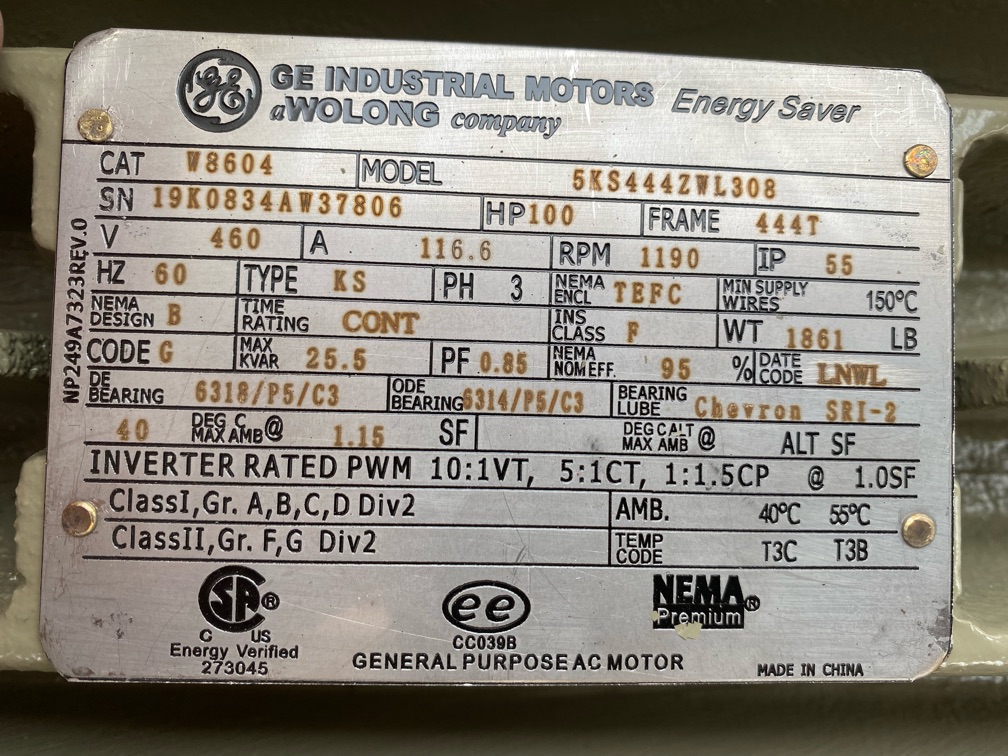 GE GE INDUSTRIAL MOTORS Energy Saver
a WOLONG company
CAT W8604 MODEL 5KS444ZWL308
SN 19K0834AW37806 HP 100 FRAME 444T
V 460 A 116.6 RPM 1190 IP 55
HZ 60 TYPE KS PH 3 NEMA ENCL TEFC MIN SUPPLY WIRES 150°C
NEMA DESIGN B TIME RATING CONT INS CLASS F WT 1861 LB
CODE G MAX KVAR 25.5 PF 0.85 NEMA NOM EFF. 95 % DATE CODE LNWL
DE BEARING 6318/P5/C3 ODE BEARING 6314/P5/C3 BEARING LUBE Chevron SRI-2
40 DEG C MAX AMB @ 1.15 SF DEG C ALT MAX AMB @ ALT SF
INVERTER RATED PWM 10:1VT, 5:1CT, 1:1.5CP @ 1.0SF
ClassI,Gr. A,B,C,D Div2 AMB. 40°C 55°C
ClassII,Gr. F,G Div2 TEMP CODE T3C T3B
NP249A7323REV.0
SA ® ee NEMA ®
C US CC039B Premium
Energy Verified
273045
GENERAL PURPOSE AC MOTOR
MADE IN CHINA